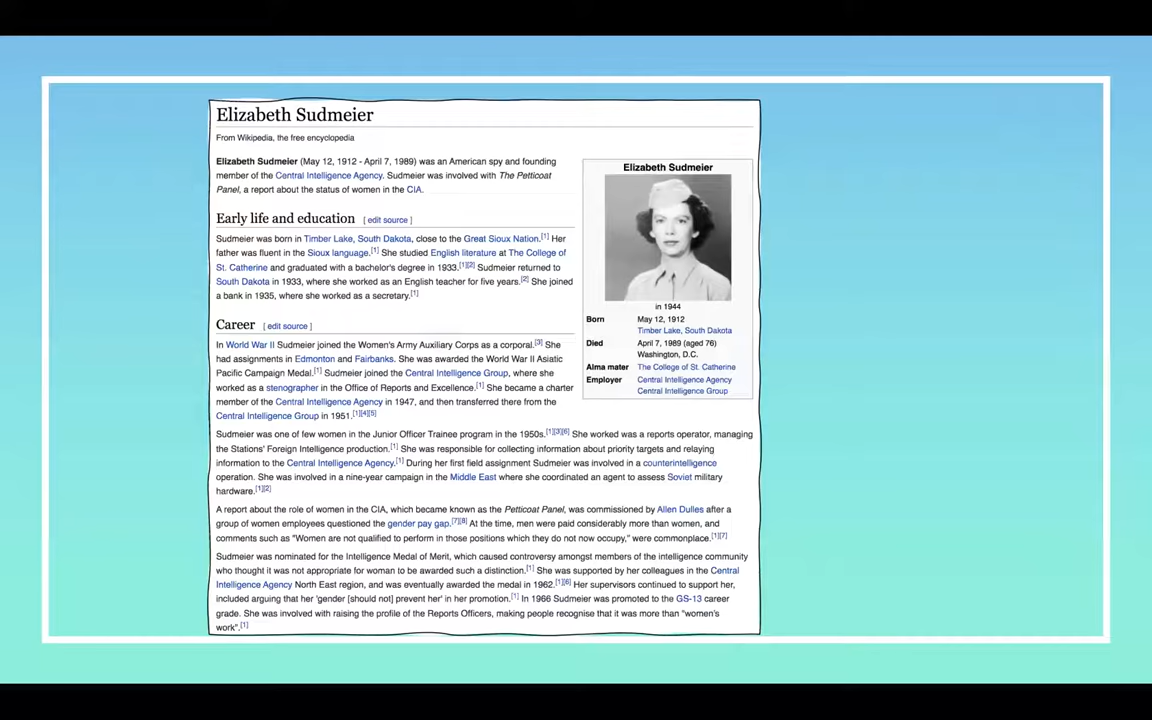 Elizabeth Sudmeier
From Wikipedia, the free encyclopedia
Elizabeth Sudmeier (May 12, 1912 - April 7, 1989) was an American spy and founding
member of the Central Intelligence Agency. Sudmeier was involved with The Petticoat
Panel, a report about the status of women in the CIA.
Early life and education [ edit source ]
Sudmeier was born in Timber Lake, South Dakota, close to the Great Sioux Nation.[1] Her
father was fluent in the Sioux language.[1] She studied English literature at The College of
St. Catherine and graduated with a bachelor's degree in 1933.[1][2] Sudmeier returned to
South Dakota in 1933, where she worked as an English teacher for five years.[2] She joined
a bank in 1935, where she worked as a secretary.[1]
Career [ edit source ]
In World War II Sudmeier joined the Women's Army Auxiliary Corps as a corporal.[3] She
had assignments in Edmonton and Fairbanks. She was awarded the World War II Asiatic
Pacific Campaign Medal.[1] Sudmeier joined the Central Intelligence Group, where she
worked as a stenographer in the Office of Reports and Excellence.[1] She became a charter
member of the Central Intelligence Agency in 1947, and then transferred there from the
Central Intelligence Group in 1951.[1][4][5]
Elizabeth Sudmeier
in 1944
Born May 12, 1912
Timber Lake, South Dakota
Died April 7, 1989 (aged 76)
Washington, D.C.
Alma mater The College of St. Catherine
Employer Central Intelligence Agency
Central Intelligence Group
Sudmeier was one of few women in the Junior Officer Trainee program in the 1950s.[1][3][6] She worked was a reports operator, managing
the Stations' Foreign Intelligence production.[1] She was responsible for collecting information about priority targets and relaying
information to the Central Intelligence Agency.[1] During her first field assignment Sudmeier was involved in a counterintelligence
operation. She was involved in a nine-year campaign in the Middle East where she coordinated an agent to assess Soviet military
hardware.[1][2]
A report about the role of women in the CIA, which became known as the Petticoat Panel, was commissioned by Allen Dulles after a
group of women employees questioned the gender pay gap.[7][8] At the time, men were paid considerably more than women, and
comments such as "Women are not qualified to perform in those positions which they do not now occupy," were commonplace.[1][7]
Sudmeier was nominated for the Intelligence Medal of Merit, which caused controversy amongst members of the intelligence community
who thought it was not appropriate for woman to be awarded such a distinction.[1] She was supported by her colleagues in the Central
Intelligence Agency North East region, and was eventually awarded the medal in 1962.[1][6] Her supervisors continued to support her,
included arguing that her 'gender [should not] prevent her' in her promotion.[1] In 1966 Sudmeier was promoted to the GS-13 career
grade. She was involved with raising the profile of the Reports Officers, making people recognise that it was more than "women's
work".[1]